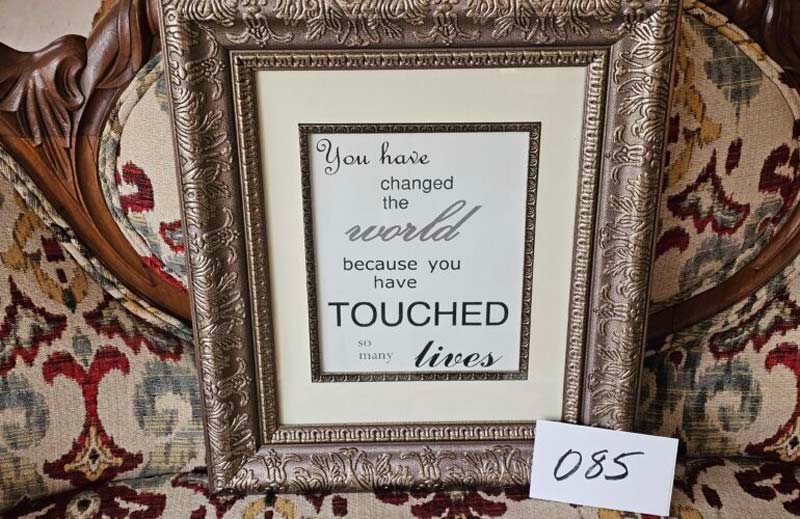 You have
changed
the
world
because you
have
TOUCHED
so
many lives
085